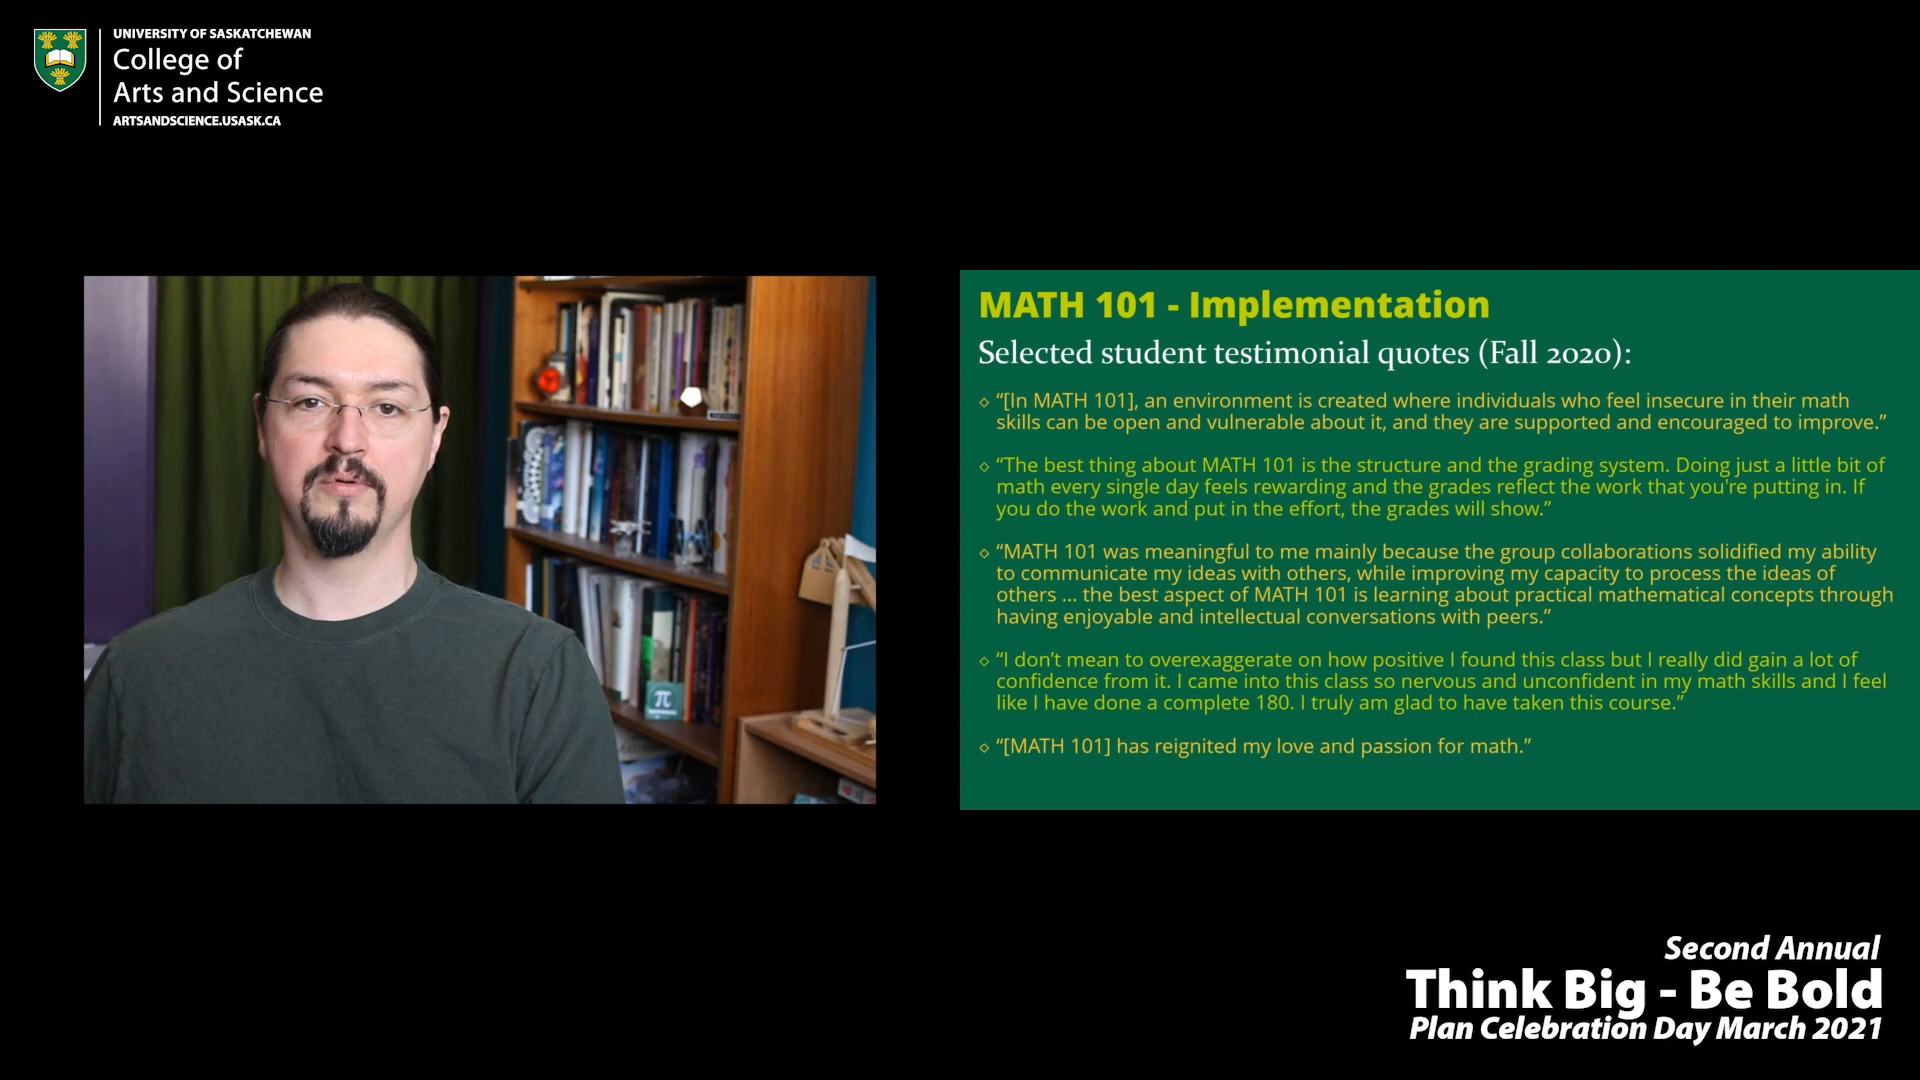 UNIVERSITY OF SASKATCHEWAN
College of
Arts and Science
ARTSANDSCIENCE.USASK.CA
π
MATH 101 - Implementation
Selected student testimonial quotes (Fall 2020):
⋄ “[In MATH 101], an environment is created where individuals who feel insecure in their math
skills can be open and vulnerable about it, and they are supported and encouraged to improve.”
⋄ “The best thing about MATH 101 is the structure and the grading system. Doing just a little bit of
math every single day feels rewarding and the grades reflect the work that you're putting in. If
you do the work and put in the effort, the grades will show.”
⋄ “MATH 101 was meaningful to me mainly because the group collaborations solidified my ability
to communicate my ideas with others, while improving my capacity to process the ideas of
others ... the best aspect of MATH 101 is learning about practical mathematical concepts through
having enjoyable and intellectual conversations with peers.”
⋄ “I don’t mean to overexaggerate on how positive I found this class but I really did gain a lot of
confidence from it. I came into this class so nervous and unconfident in my math skills and I feel
like I have done a complete 180. I truly am glad to have taken this course.”
⋄ “[MATH 101] has reignited my love and passion for math.”
Second Annual
Think Big - Be Bold
Plan Celebration Day March 2021